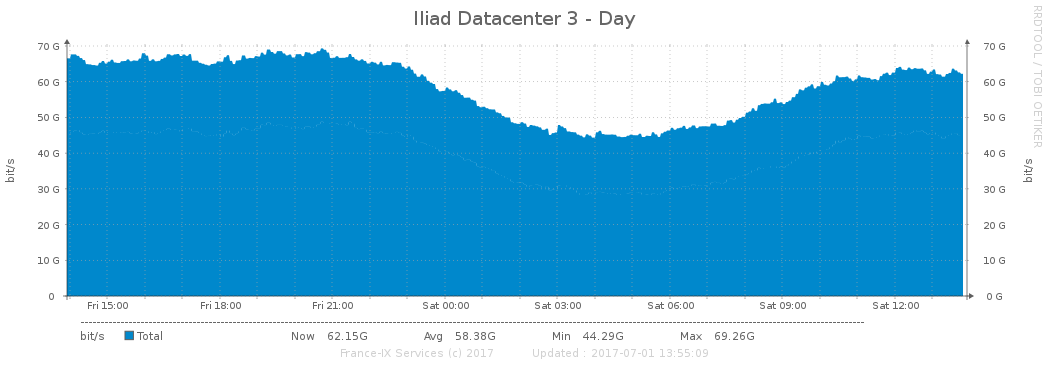 Iliad Datacenter 3 - Day
RRDTOOL / TOBI OETIKER
70 G 70 G
60 G 60 G
50 G 50 G
40 G 40 G
30 G 30 G
20 G 20 G
10 G 10 G
0 0 G
bit/s bit/s
Fri 15:00 Fri 18:00 Fri 21:00 Sat 00:00 Sat 03:00 Sat 06:00 Sat 09:00 Sat 12:00
bit/s Total Now 62.15G Avg 58.38G Min 44.29G Max 69.26G
France-IX Services (c) 2017 Updated : 2017-07-01 13:55:09